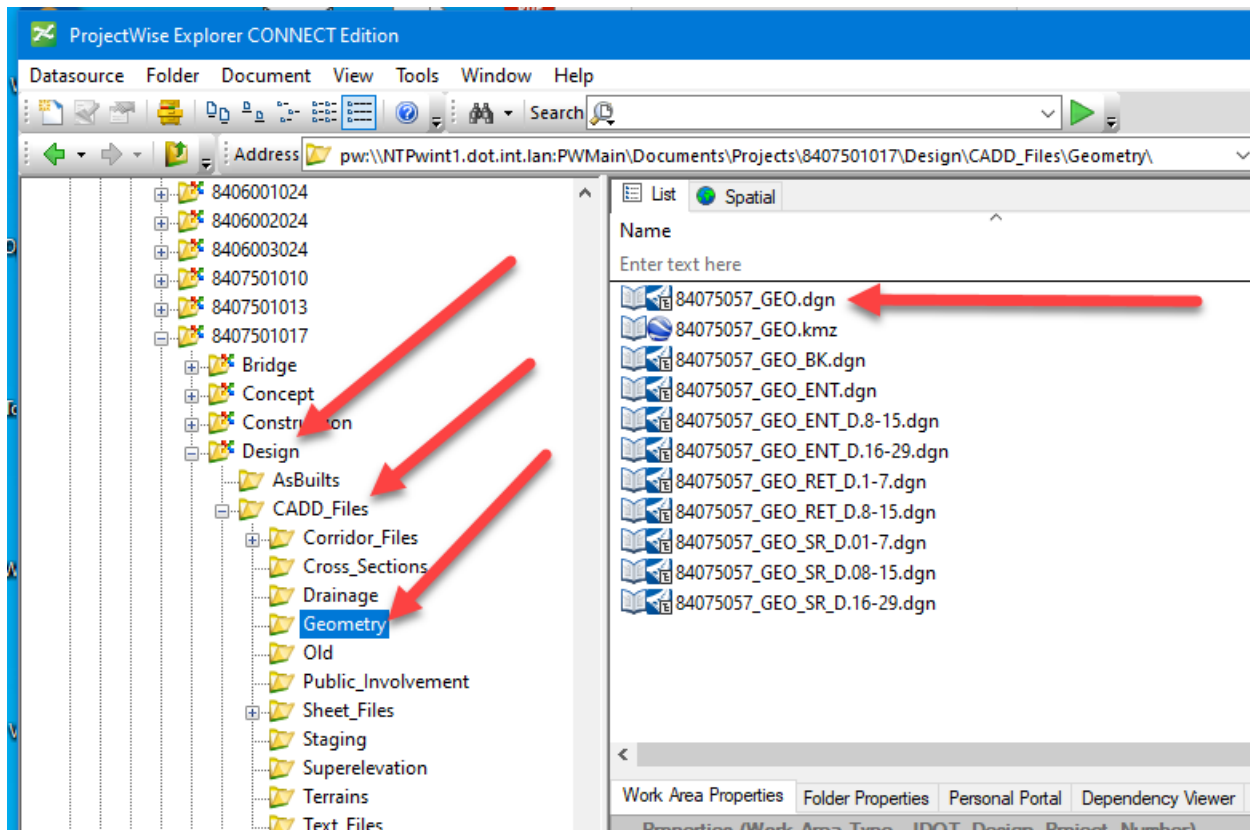 ProjectWise Explorer CONNECT Edition
Datasource Folder Document View Tools Window Help
Search
Address pw:\\NTPwint1.dot.int.lan:PWMain\Documents\Projects\8407501017\Design\CADD_Files\Geometry\
8406001024
8406002024
8406003024
8407501010
8407501013
8407501017
Bridge
Concept
Construction
Design
AsBuilts
CADD_Files
Corridor_Files
Cross_Sections
Drainage
Geometry
Old
Public_Involvement
Sheet_Files
Staging
Superelevation
Terrains
Text_Files
List Spatial
Name
Enter text here
84075057_GEO.dgn
84075057_GEO.kmz
84075057_GEO_BK.dgn
84075057_GEO_ENT.dgn
84075057_GEO_ENT_D.8-15.dgn
84075057_GEO_ENT_D.16-29.dgn
84075057_GEO_RET_D.1-7.dgn
84075057_GEO_RET_D.8-15.dgn
84075057_GEO_SR_D.01-7.dgn
84075057_GEO_SR_D.08-15.dgn
84075057_GEO_SR_D.16-29.dgn
Work Area Properties Folder Properties Personal Portal Dependency Viewer